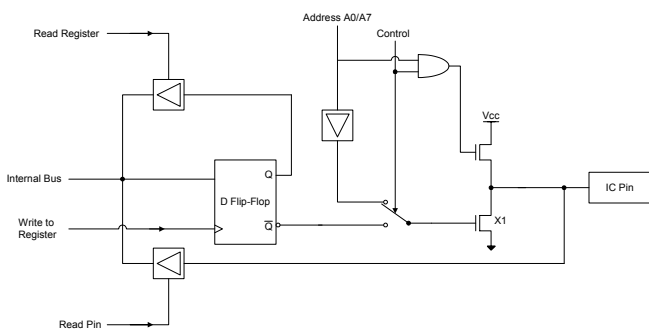 Address A0/A7
Read Register
Control
Vcc
Internal Bus
Q
IC Pin
D Flip-Flop
X1
Write to
Register
Q
Read Pin